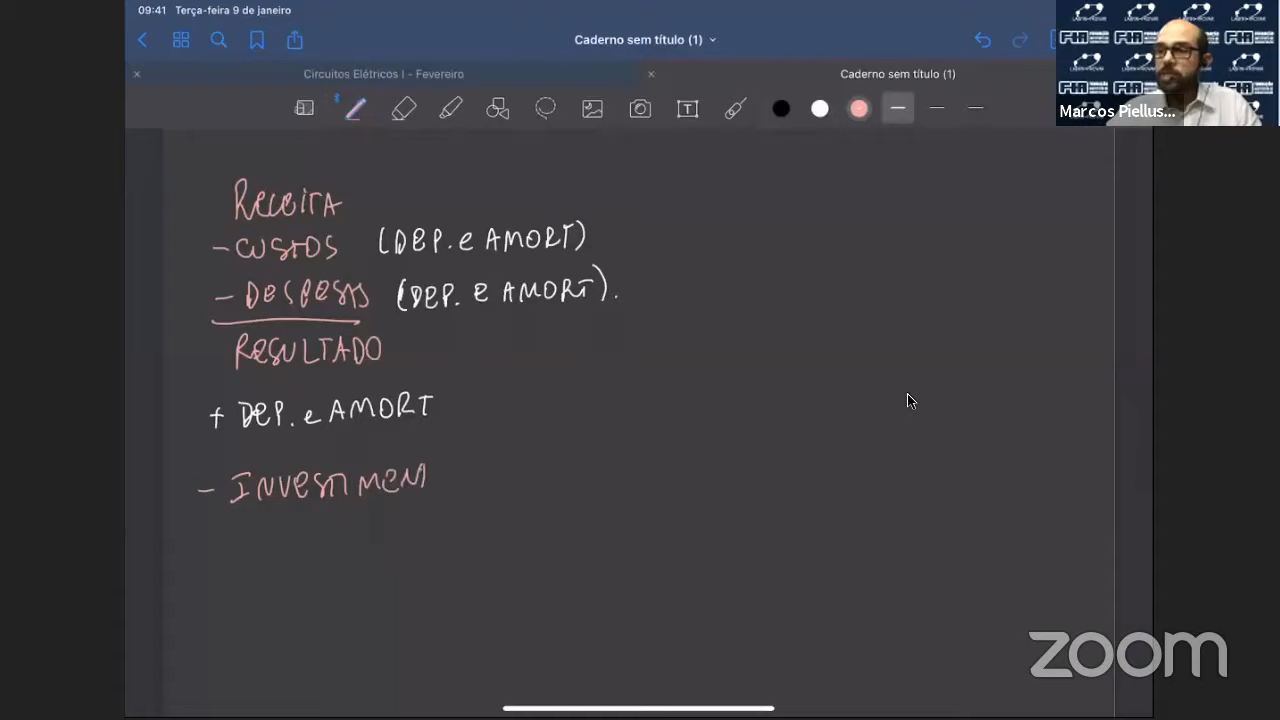 09:41 Terça-feira 9 de janeiro
Caderno sem título (1)
Circuitos Elétricos I - Fevereiro
Caderno sem título (1)
Marcos Piellus...
RECEITA
- CUSTOS (DEP. e AMORT)
- DESPESAS (DEP. E AMORT).
RESULTADO
+ DEP. e AMORT
- INVESTIMEN
zoom